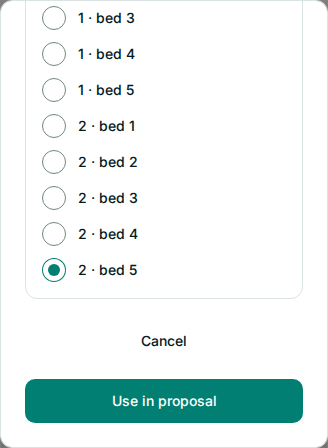 1 · bed 3
1 · bed 4
1 · bed 5
2 · bed 1
2 · bed 2
2 · bed 3
2 · bed 4
2 · bed 5
Cancel
Use in proposal